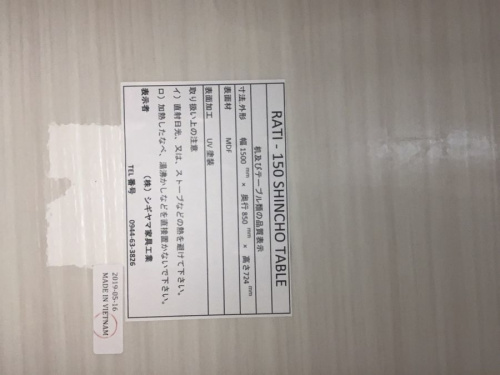 RATI - 150 SHINCHO TABLE
机及びテーブル類の品質表示
寸法 外形 幅 1500 mm × 奥行 850 mm × 高さ724 mm
表面材 MDF
表面加工 UV 塗装
取り扱い上の注意
イ）直射日光、又は、ストーブなどの熱を避けて下さい。
ロ）加熱したなべ、湯沸かしなどを直接置かないで下さい。
表示者 （株）シギヤマ家具工業
TEL 番号 0944-63-3826
2019-05-16
MADE IN VIETNAM